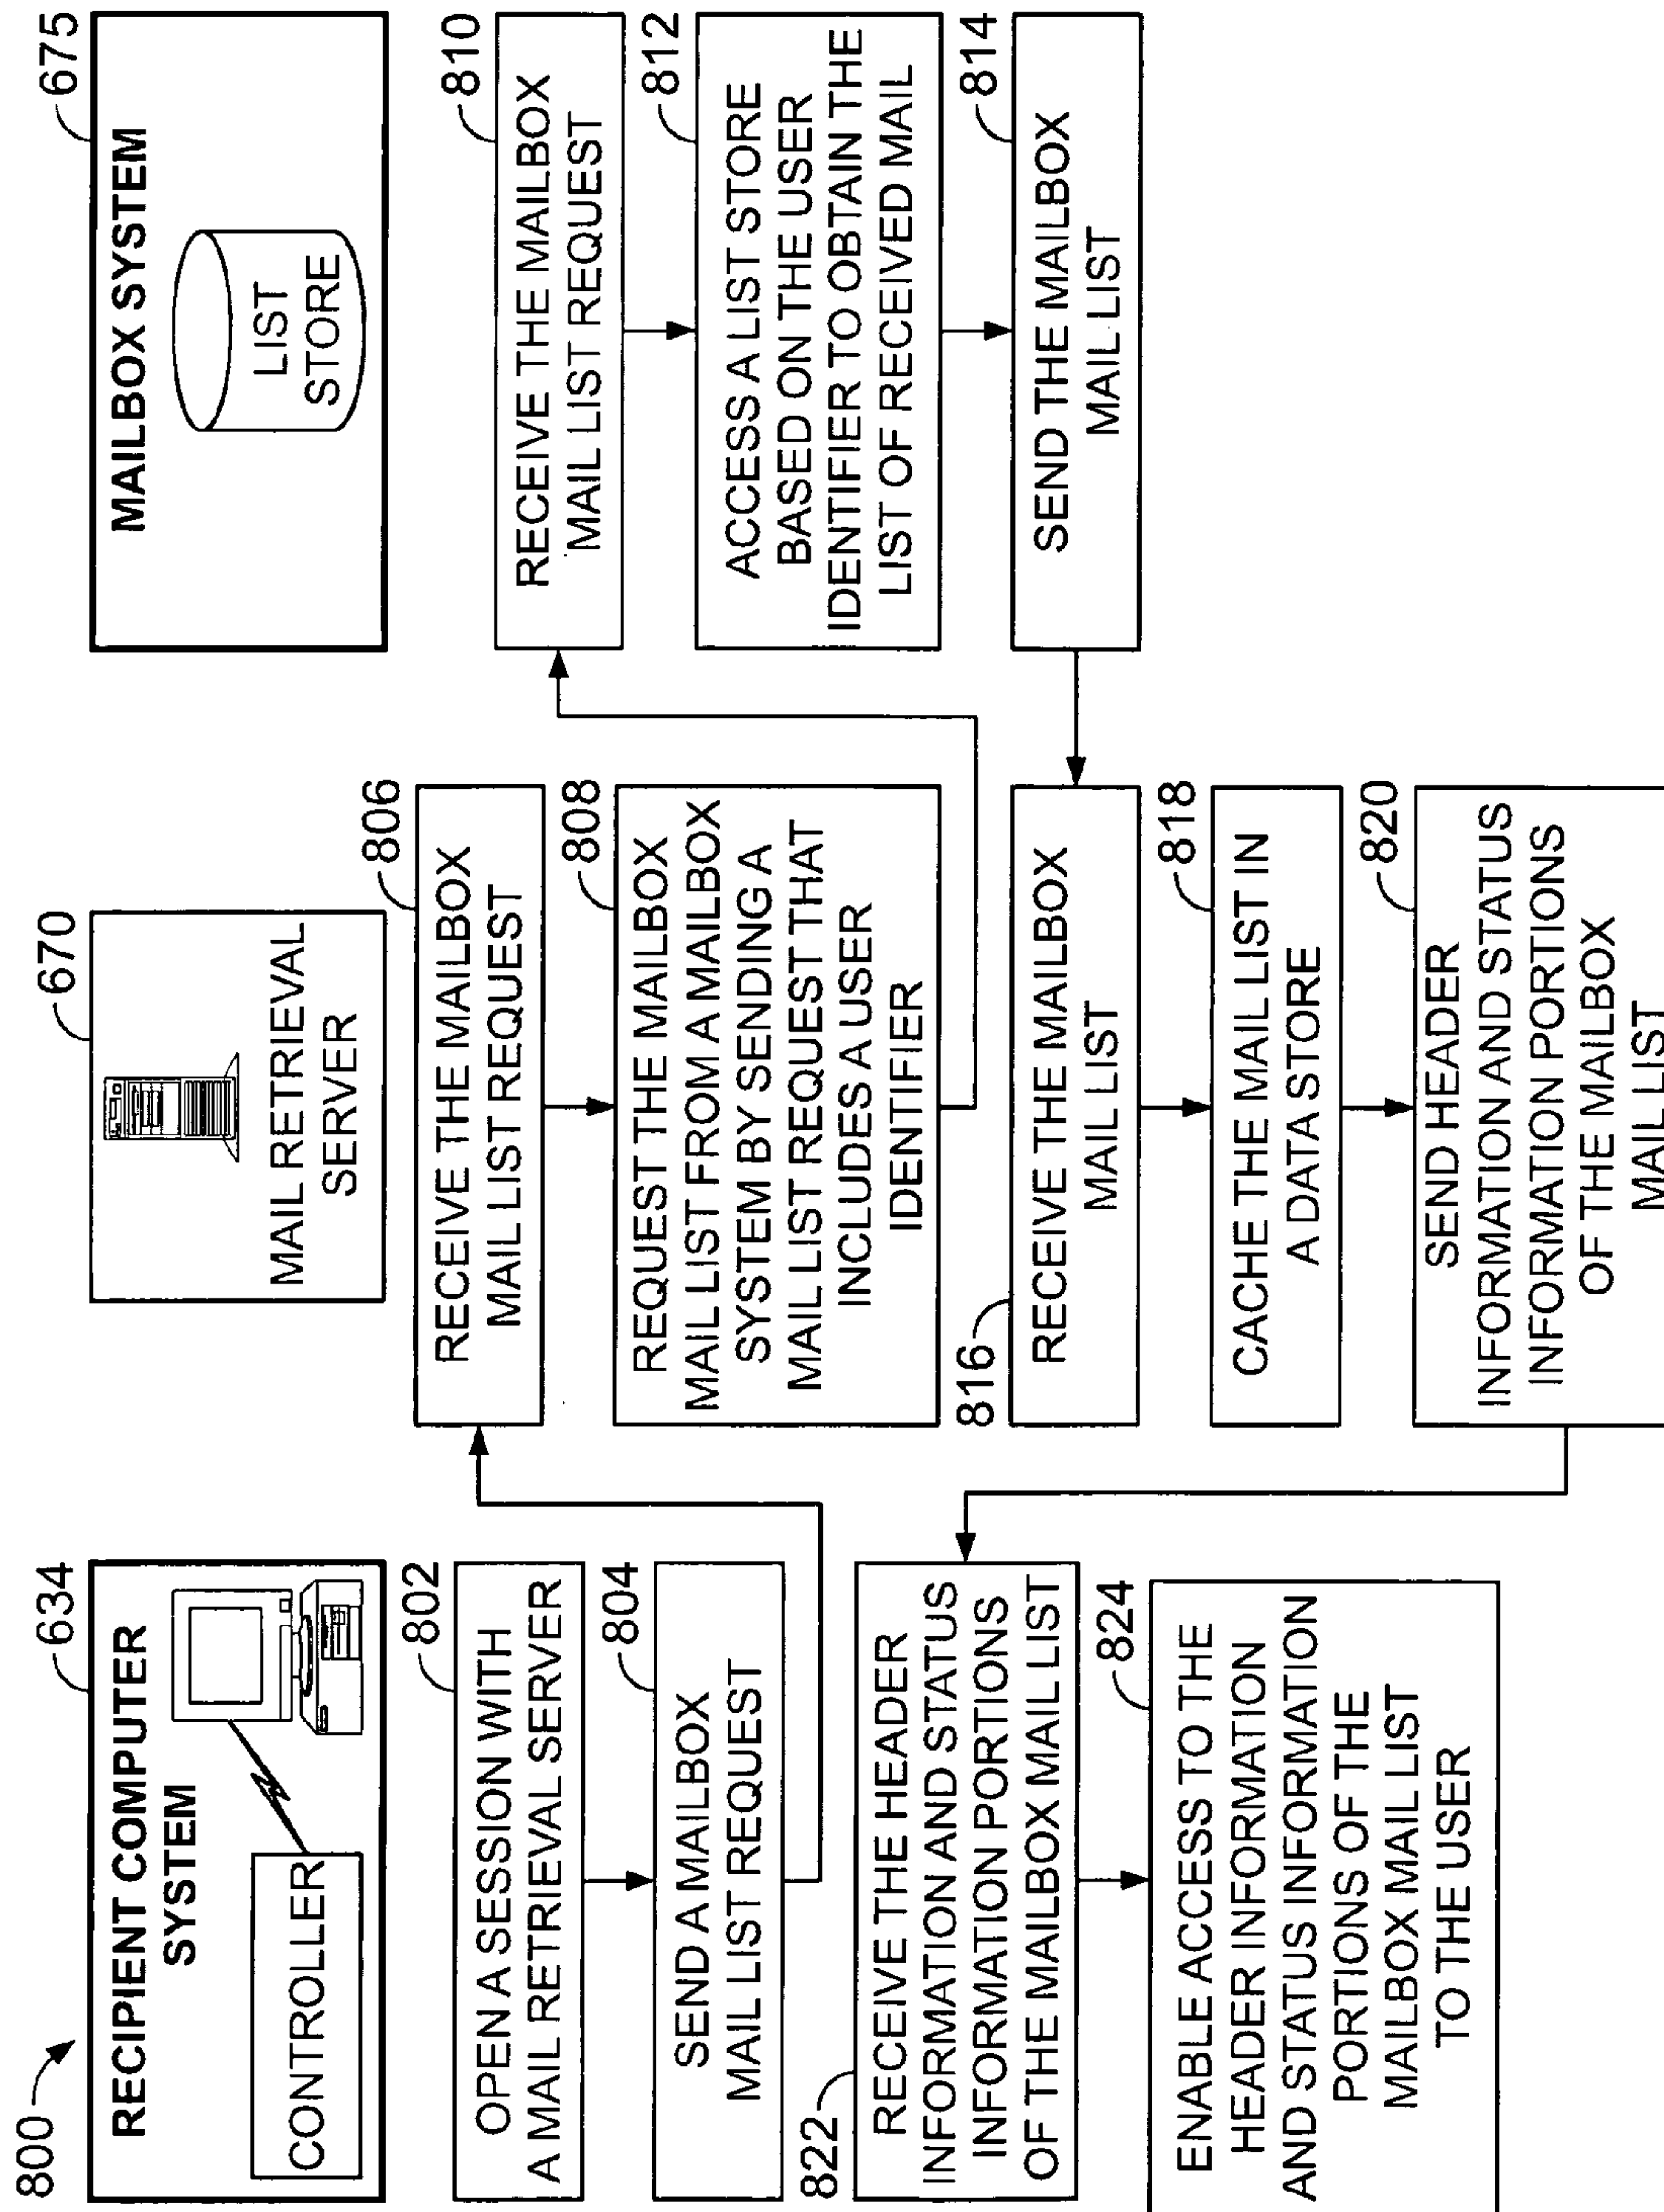 800
634
RECIPIENT COMPUTER
SYSTEM
CONTROLLER
802
OPEN A SESSION WITH
A MAIL RETRIEVAL SERVER
804
SEND A MAILBOX
MAIL LIST REQUEST
822
RECEIVE THE HEADER
INFORMATION AND STATUS
INFORMATION PORTIONS
OF THE MAILBOX MAIL LIST
824
ENABLE ACCESS TO THE
HEADER INFORMATION
AND STATUS INFORMATION
PORTIONS OF THE
MAILBOX MAIL LIST
TO THE USER
670
MAIL RETRIEVAL
SERVER
806
RECEIVE THE MAILBOX
MAIL LIST REQUEST
808
REQUEST THE MAILBOX
MAIL LIST FROM A MAILBOX
SYSTEM BY SENDING A
MAIL LIST REQUEST THAT
INCLUDES A USER
IDENTIFIER
816
RECEIVE THE MAILBOX
MAIL LIST
818
CACHE THE MAIL LIST IN
A DATA STORE
820
SEND HEADER
INFORMATION AND STATUS
INFORMATION PORTIONS
OF THE MAILBOX
MAIL LIST
675
MAILBOX SYSTEM
LIST
STORE
810
RECEIVE THE MAILBOX
MAIL LIST REQUEST
812
ACCESS A LIST STORE
BASED ON THE USER
IDENTIFIER TO OBTAIN THE
LIST OF RECEIVED MAIL
814
SEND THE MAILBOX
MAIL LIST